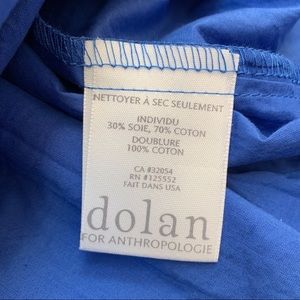 NETTOYER À SEC SEULEMENT
INDIVIDU
30% SOIE, 70% COTON
DOUBLURE
100% COTON
CA #32054
RN #125552
FAIT DANS USA
dolan
FOR ANTHROPOLOGIE